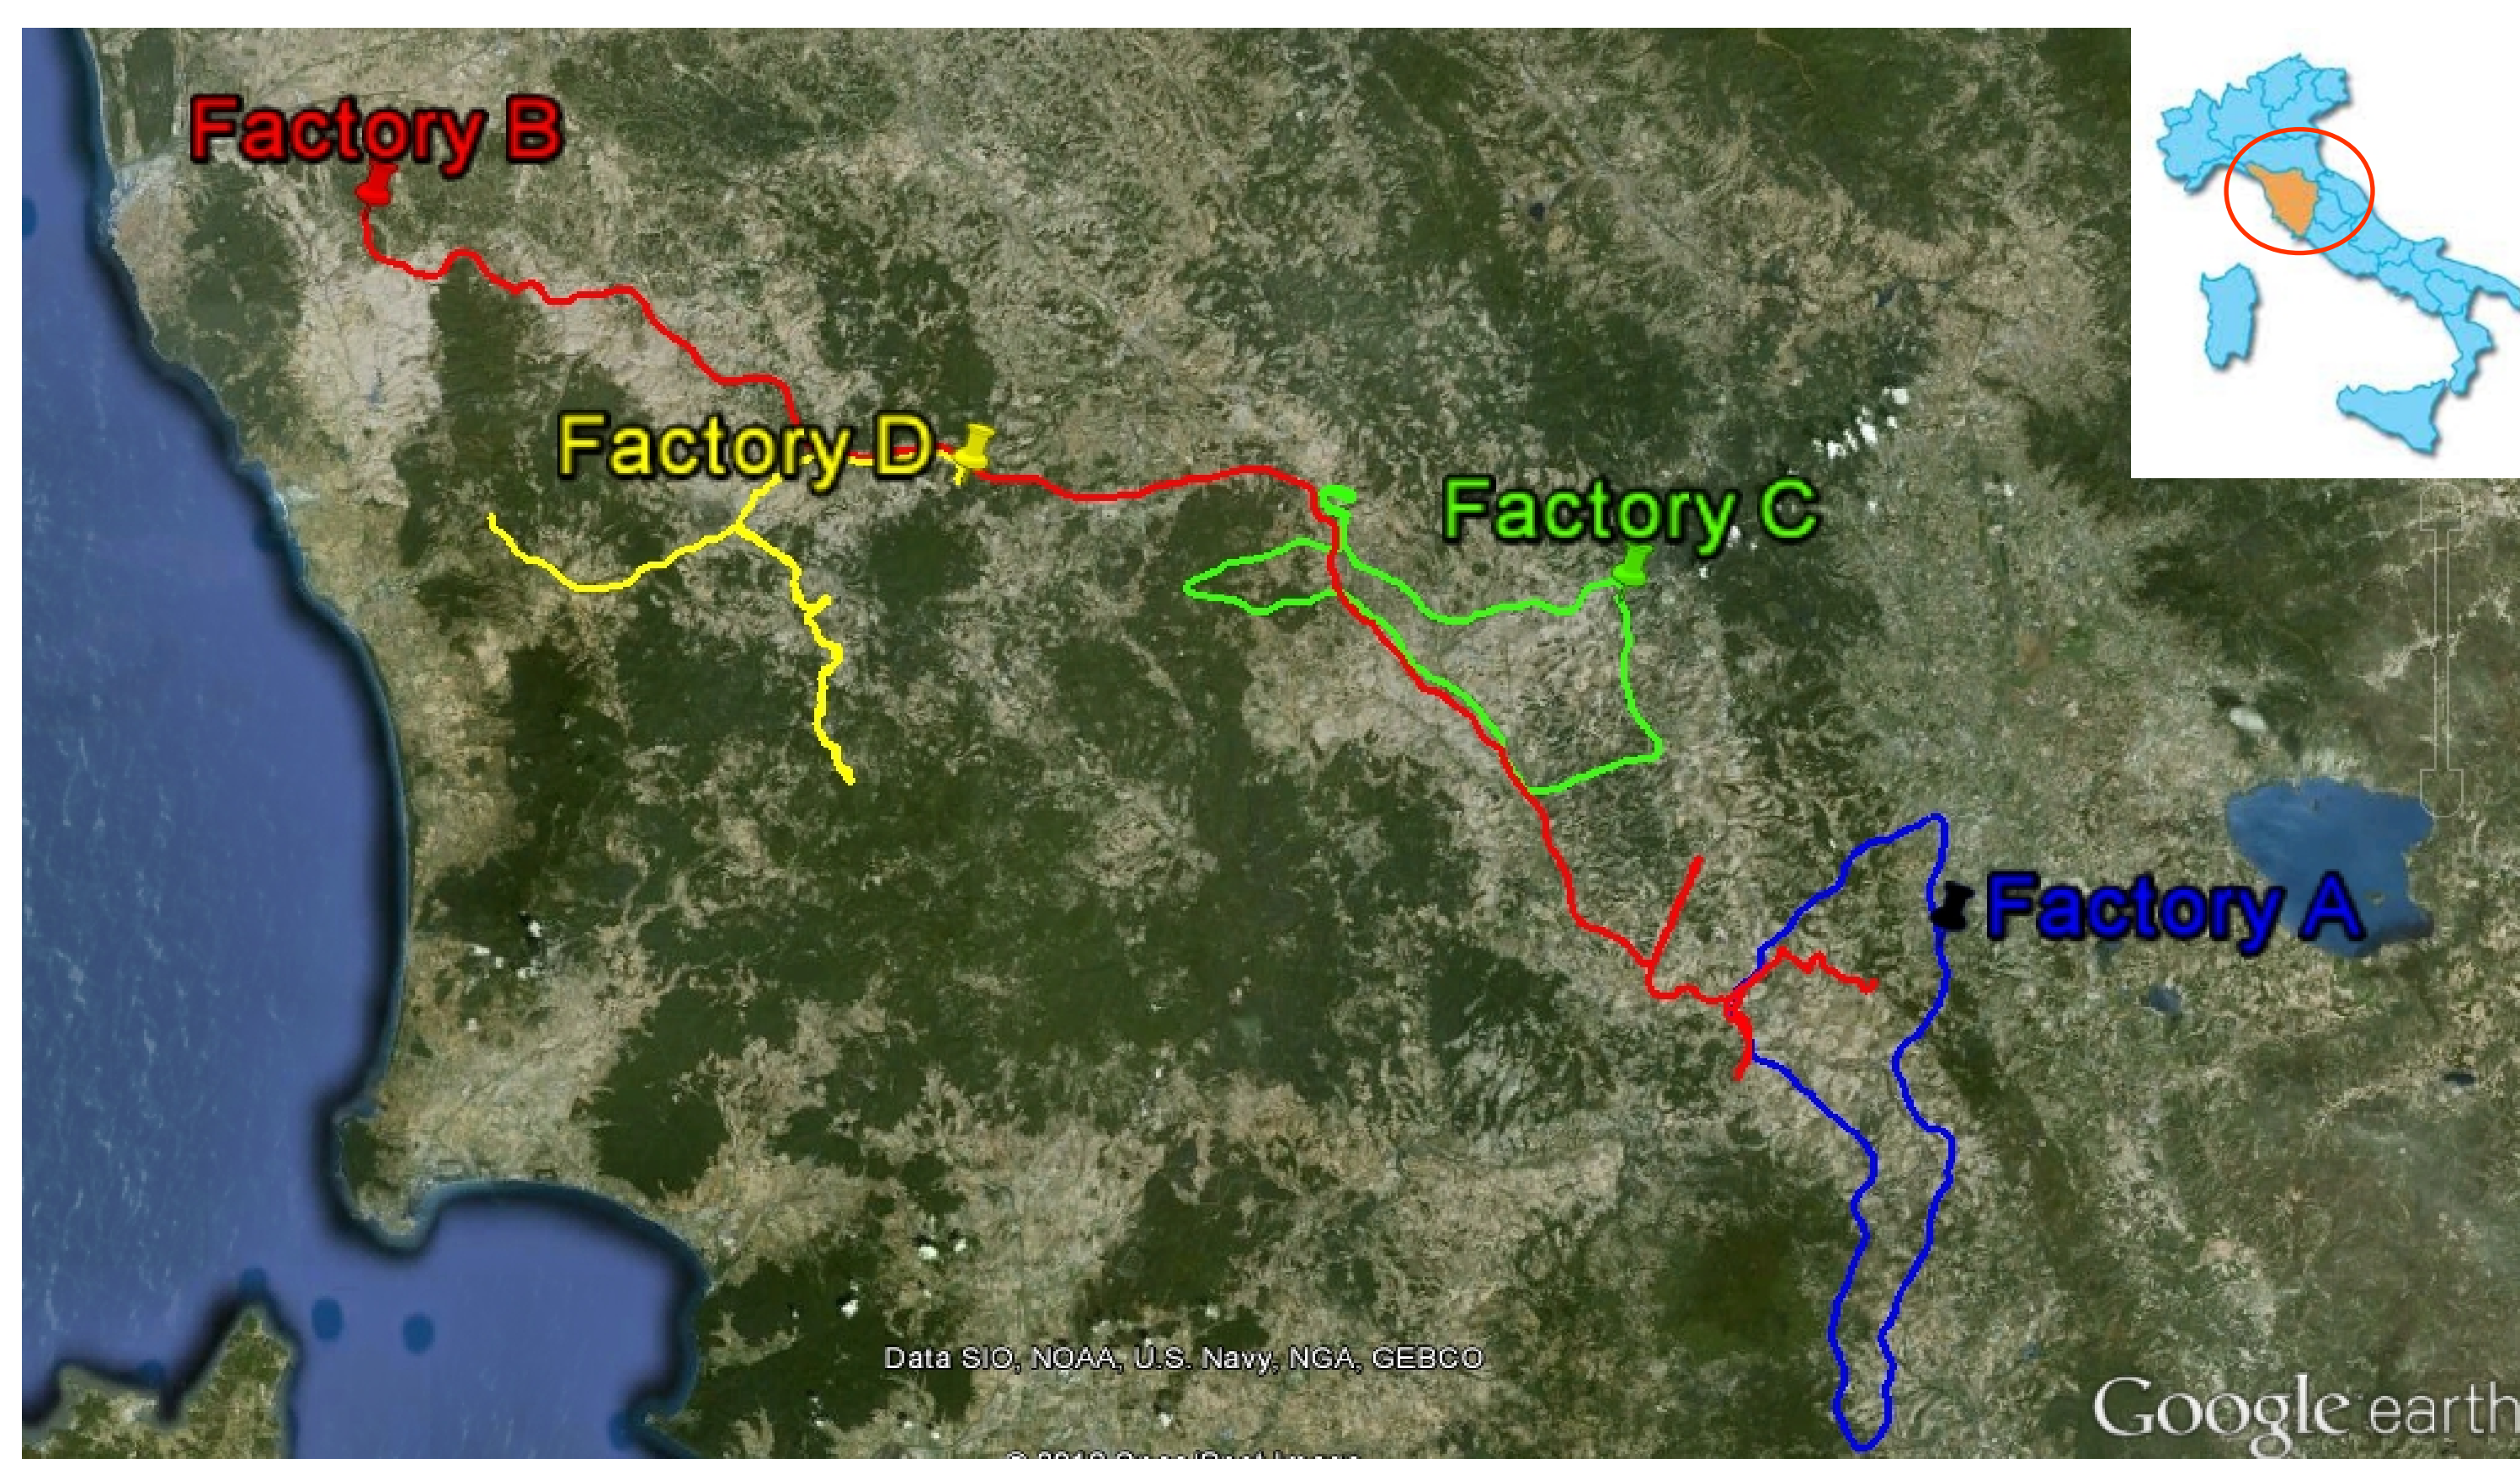 Factory B
Factory D
Factory C
Factory A
Data SIO, NOAA, U.S. Navy, NGA, GEBCO
Google earth